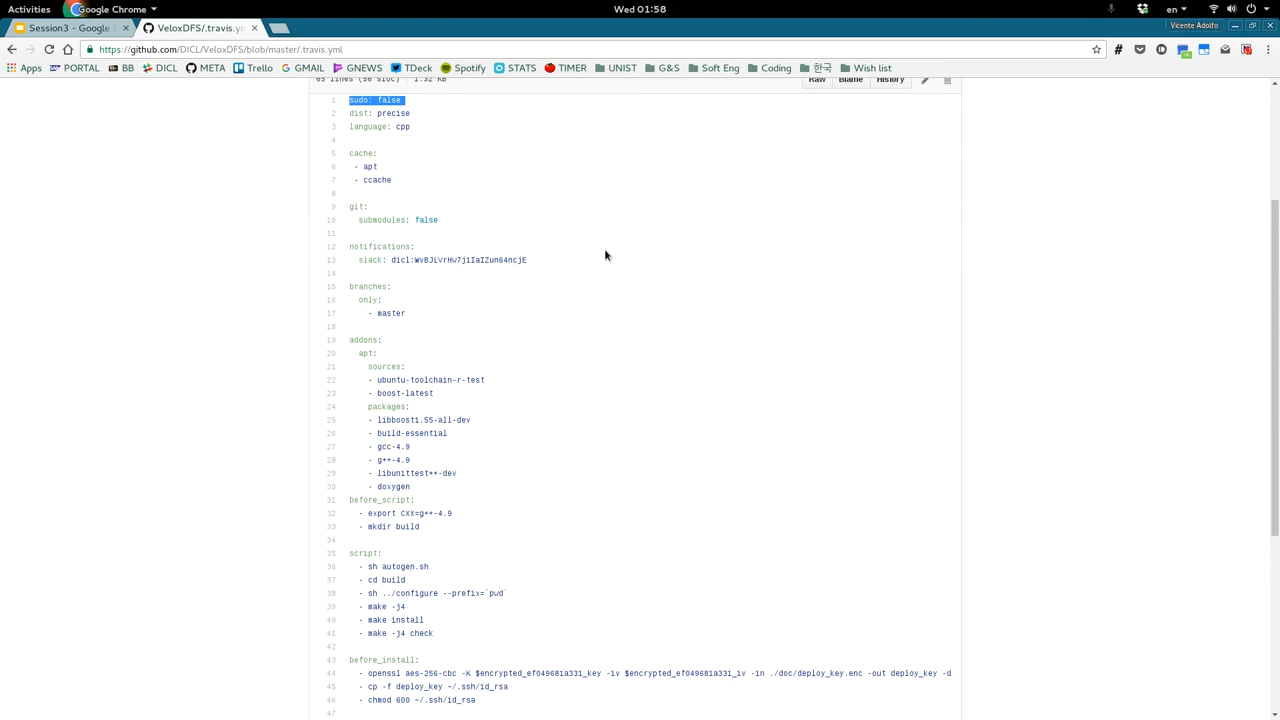 Activities Google Chrome Wed 01:58 en
Session3 - Google VeloxDFS/.travis.yml Vicente Adolfo
https://github.com/DICL/VeloxDFS/blob/master/.travis.yml
Apps PORTAL BB DICL META Trello GMAIL GNEWS TDeck Spotify STATS TIMER UNIST G&S Soft Eng Coding 한국 Wish list
65 lines (56 sloc) 1.32 KB Raw Blame History
1 sudo: false
2 dist: precise
3 language: cpp
4
5 cache:
6 - apt
7 - ccache
8
9 git:
10 submodules: false
11
12 notifications:
13 slack:
14
15 branches:
16 only:
17 - master
18
19 addons:
20 apt:
21 sources:
22 - ubuntu-toolchain-r-test
23 - boost-latest
24 packages:
25 - libboost1.55-all-dev
26 - build-essential
27 - gcc-4.9
28 - g++-4.9
29 - libunittest++-dev
30 - doxygen
31 before_script:
32 - export CXX=g++-4.9
33 - mkdir build
34
35 script:
36 - sh autogen.sh
37 - cd build
38 - sh ../configure --prefix=`pwd`
39 - make -j4
40 - make install
41 - make -j4 check
42
43 before_install:
44 - openssl aes-256-cbc -K $encrypted_ef049681a331_key -iv $encrypted_ef049681a331_iv -in ./doc/deploy_key.enc -out deploy_key -d
45 - cp -f deploy_key ~/.ssh/id_rsa
46 - chmod 600 ~/.ssh/id_rsa
47